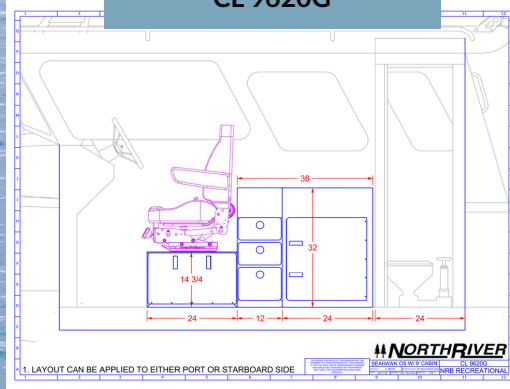 CL 9620G
36
32
14 3/4
24
12
24
24
NORTHRIVER
SEAHAWK OS W/ 9' CABIN
CL 9620G
NRB RECREATIONAL
1. LAYOUT CAN BE APPLIED TO EITHER PORT OR STARBOARD SIDE